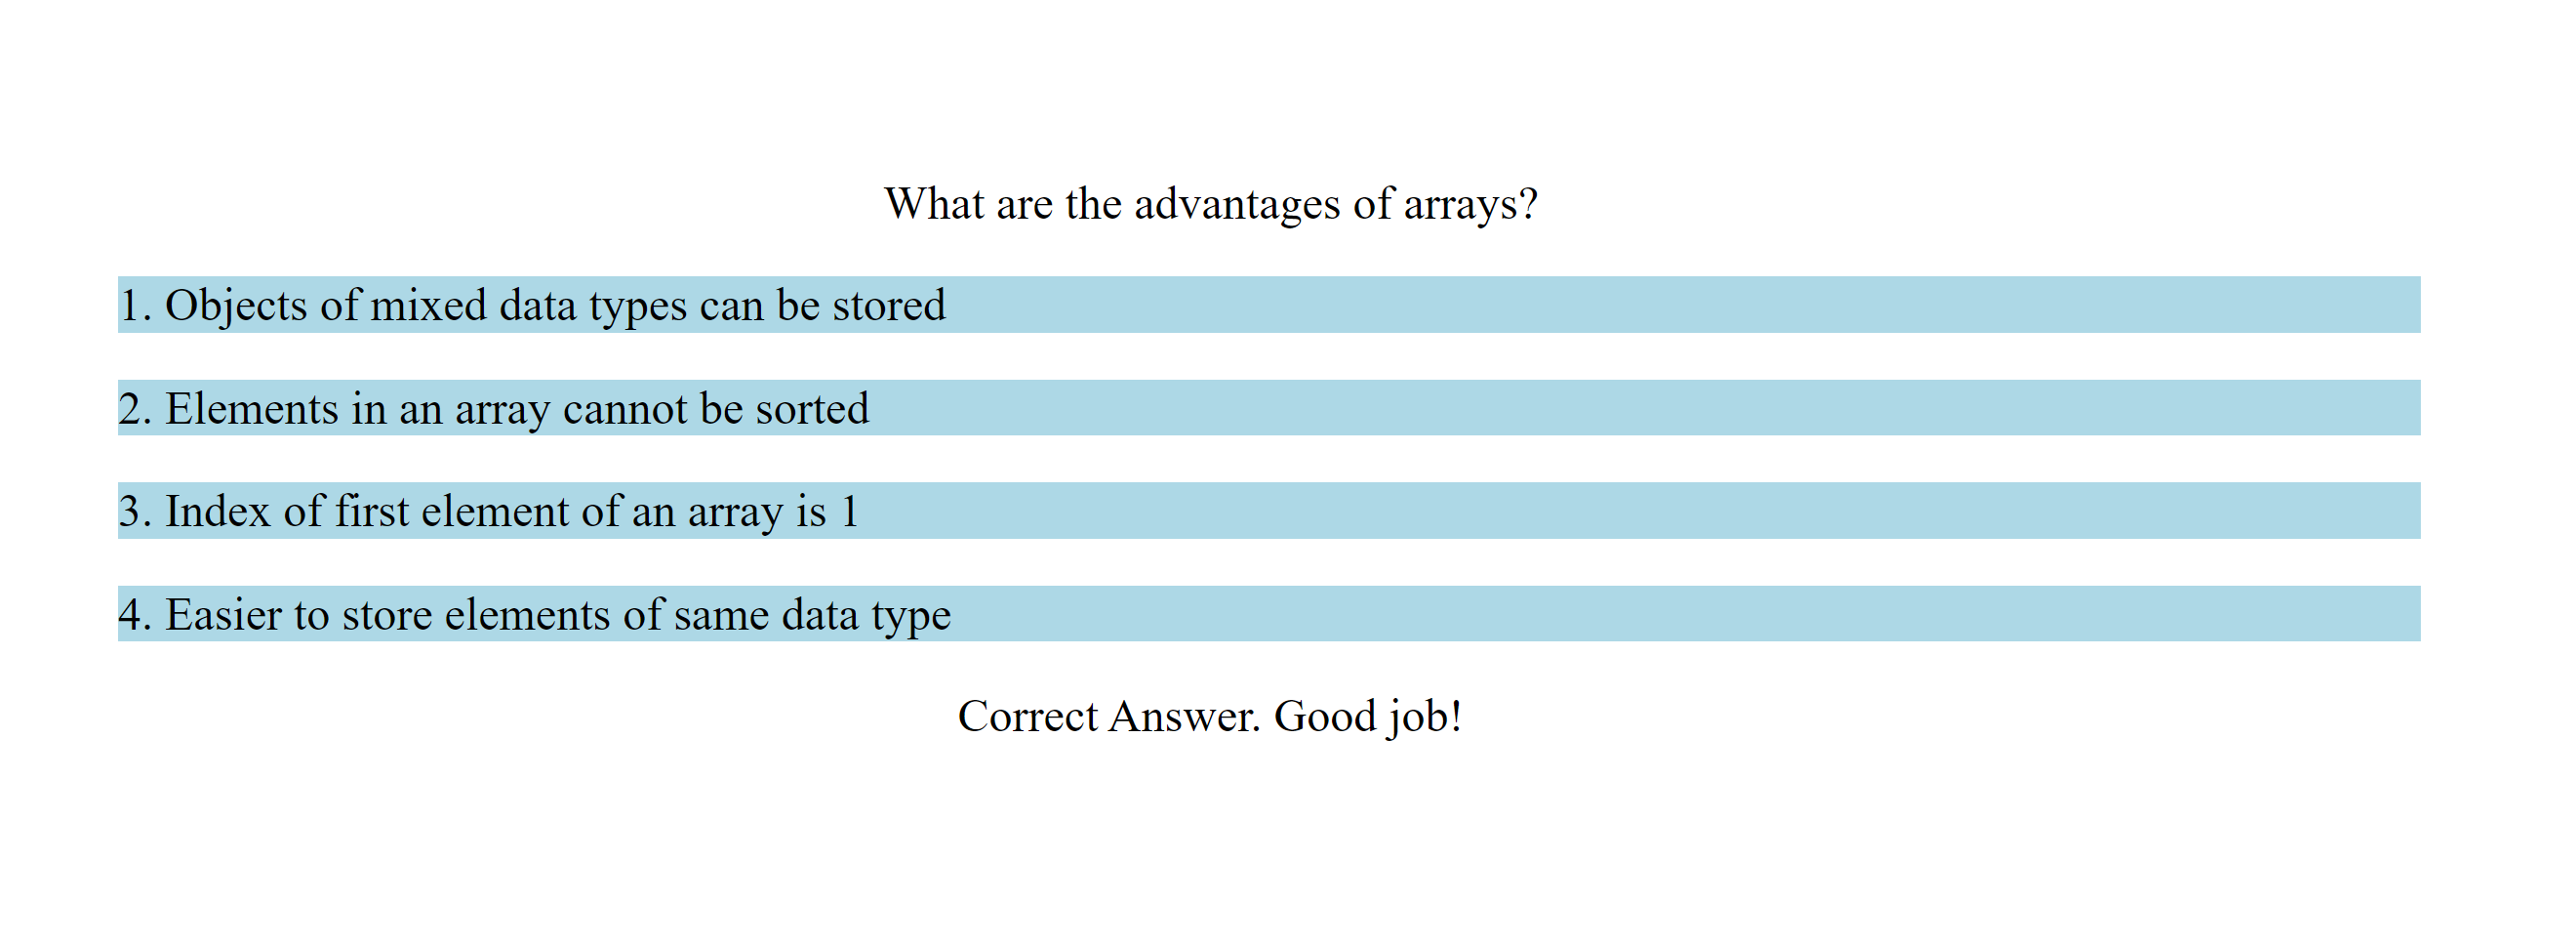 What are the advantages of arrays?
1. Objects of mixed data types can be stored
2. Elements in an array cannot be sorted
3. Index of first element of an array is 1
4. Easier to store elements of same data type
Correct Answer. Good job!